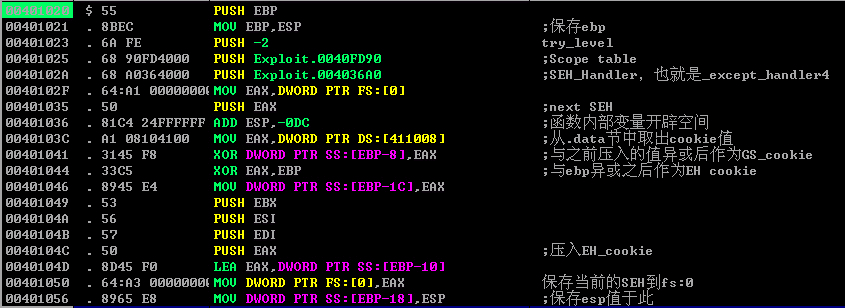 00401020 $ 55 PUSH EBP
00401021 . 8BEC MOV EBP,ESP ;保存ebp
00401023 . 6A FE PUSH -2 try_level
00401025 . 68 90FD4000 PUSH Exploit.0040FD90 ;Scope table
0040102A . 68 A0364000 PUSH Exploit.004036A0 ;SEH_Handler, 也就是_except_handler4
0040102F . 64:A1 00000000 MOV EAX,DWORD PTR FS:[0]
00401035 . 50 PUSH EAX ;next SEH
00401036 . 81C4 24FFFFFF ADD ESP,-0DC ;函数内部变量开辟空间
0040103C . A1 08104100 MOV EAX,DWORD PTR DS:[411008] ;从.data节中取出cookie值
00401041 . 3145 F8 XOR DWORD PTR SS:[EBP-8],EAX ;与之前压入的值异或后作为GS_cookie
00401044 . 33C5 XOR EAX,EBP ;与ebp异或之后作为EH cookie
00401046 . 8945 E4 MOV DWORD PTR SS:[EBP-1C],EAX
00401049 . 53 PUSH EBX
0040104A . 56 PUSH ESI
0040104B . 57 PUSH EDI
0040104C . 50 PUSH EAX ;压入EH_cookie
0040104D . 8D45 F0 LEA EAX,DWORD PTR SS:[EBP-10]
00401050 . 64:A3 00000000 MOV DWORD PTR FS:[0],EAX 保存当前的SEH到fs:0
00401056 . 8965 E8 MOV DWORD PTR SS:[EBP-18],ESP ;保存esp值于此